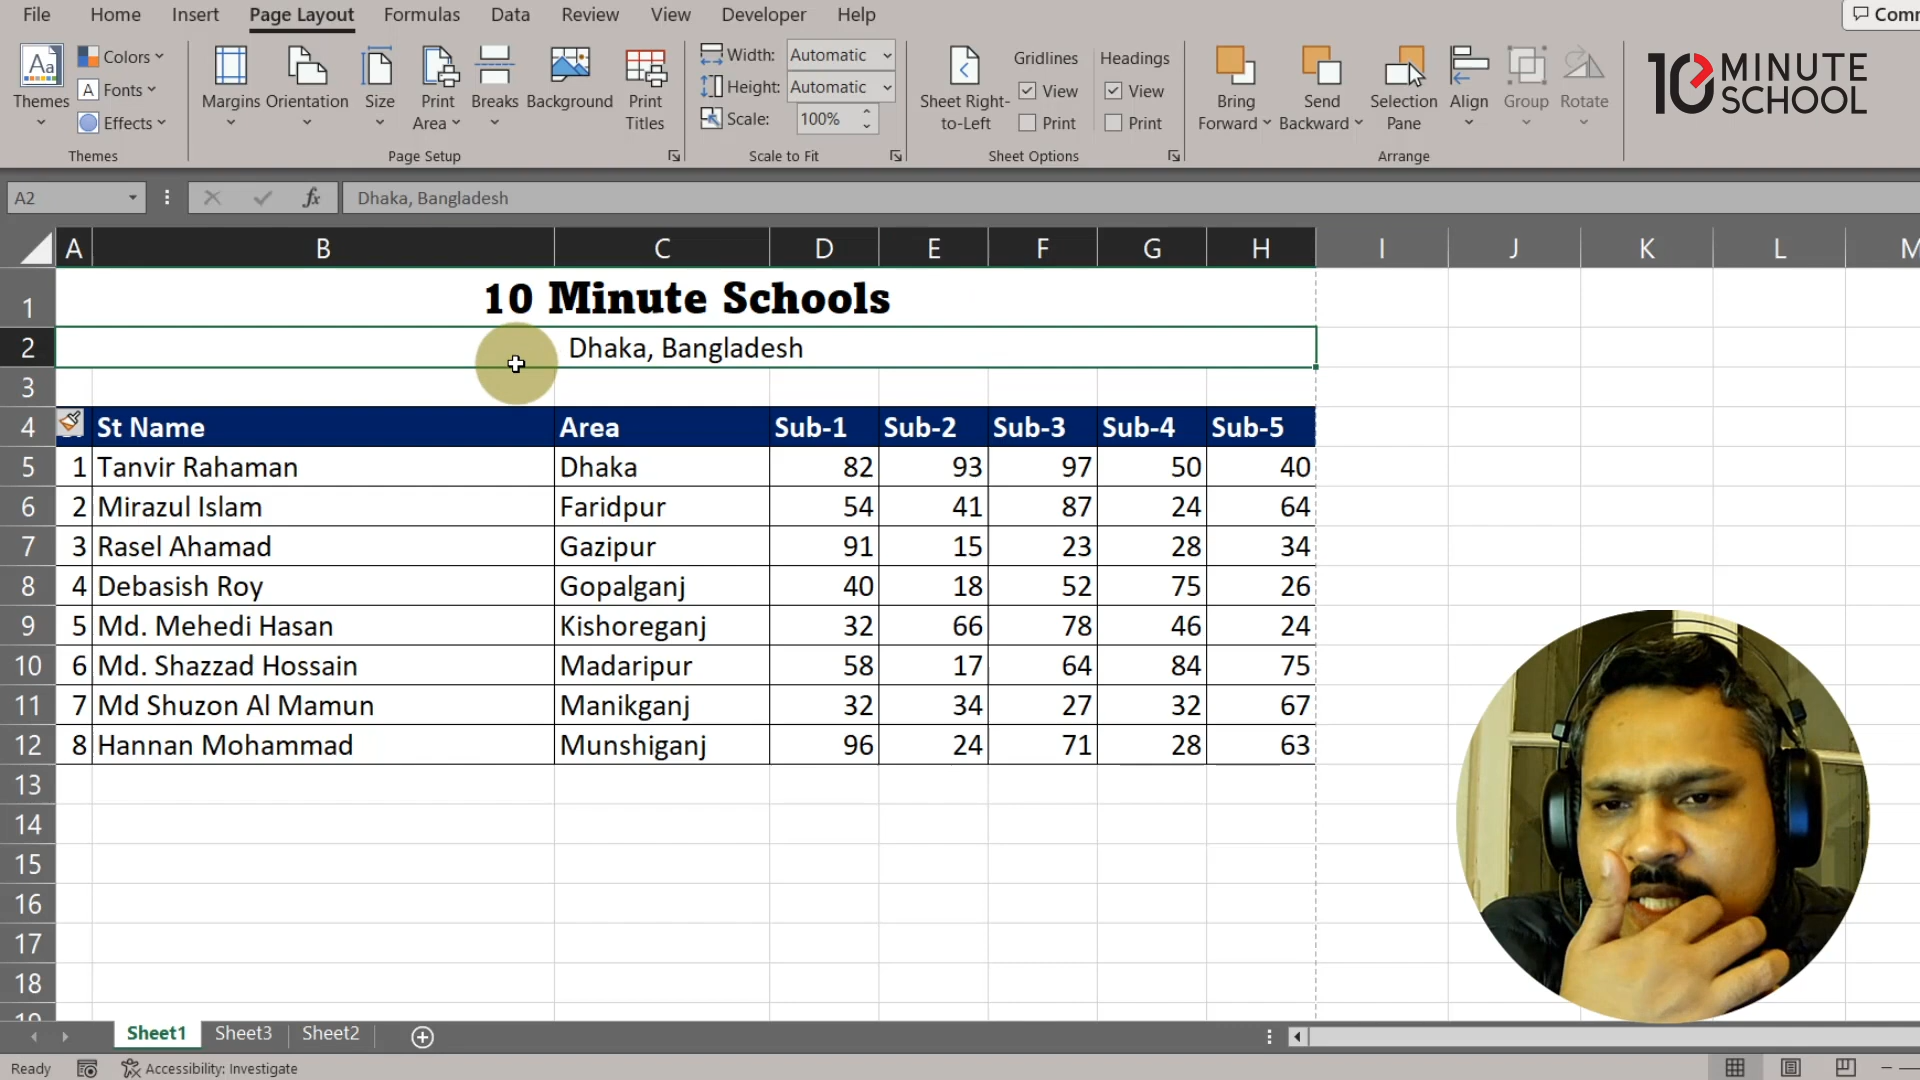 File Home Insert Page Layout Formulas Data Review View Developer Help Comm
Aa Themes Colors Fonts Effects
Themes
Margins Orientation Size Print Area Breaks Background Print Titles
Page Setup
Width: Automatic
Height: Automatic
Scale: 100%
Scale to Fit
Sheet Right-to-Left
Gridlines View Print
Headings View Print
Sheet Options
Bring Forward Send Backward Selection Pane Align Group Rotate
Arrange
10 MINUTE SCHOOL
A2 fx Dhaka, Bangladesh
A B C D E F G H I J K L M
1 10 Minute Schools
2 Dhaka, Bangladesh
3
4 St Name Area Sub-1 Sub-2 Sub-3 Sub-4 Sub-5
5 1 Tanvir Rahaman Dhaka 82 93 97 50 40
6 2 Mirazul Islam Faridpur 54 41 87 24 64
7 3 Rasel Ahamad Gazipur 91 15 23 28 34
8 4 Debasish Roy Gopalganj 40 18 52 75 26
9 5 Md. Mehedi Hasan Kishoreganj 32 66 78 46 24
10 6 Md. Shazzad Hossain Madaripur 58 17 64 84 75
11 7 Md Shuzon Al Mamun Manikganj 32 34 27 32 67
12 8 Hannan Mohammad Munshiganj 96 24 71 28 63
13
14
15
16
17
18
19
Sheet1 Sheet3 Sheet2
Ready Accessibility: Investigate